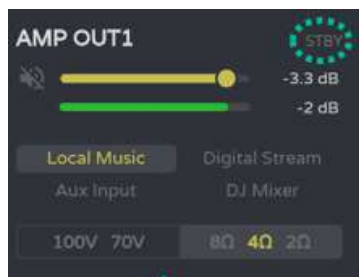 AMP OUT1 STBY
-3.3 dB
-2 dB
Local Music Digital Stream
Aux Input DJ Mixer
100V 70V 8Ω 4Ω 2Ω